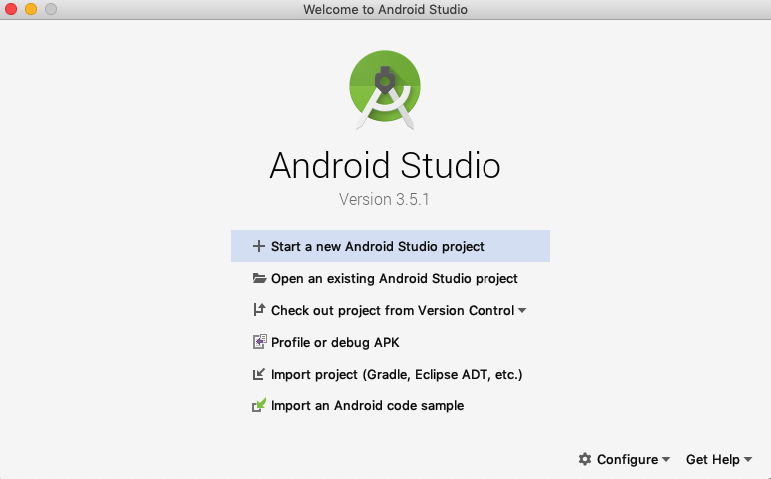 Welcome to Android Studio
Android Studio
Version 3.5.1
Start a new Android Studio project
Open an existing Android Studio project
Check out project from Version Control
Profile or debug APK
Import project (Gradle, Eclipse ADT, etc.)
Import an Android code sample
Configure Get Help